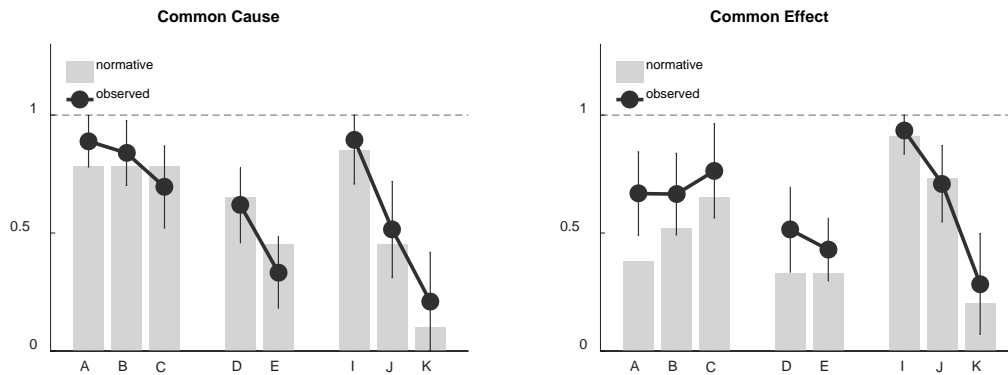 Common Cause
normative
observed
1
0.5
0
A B C D E I J K
Common Effect
normative
observed
1
0.5
0
A B C D E I J K